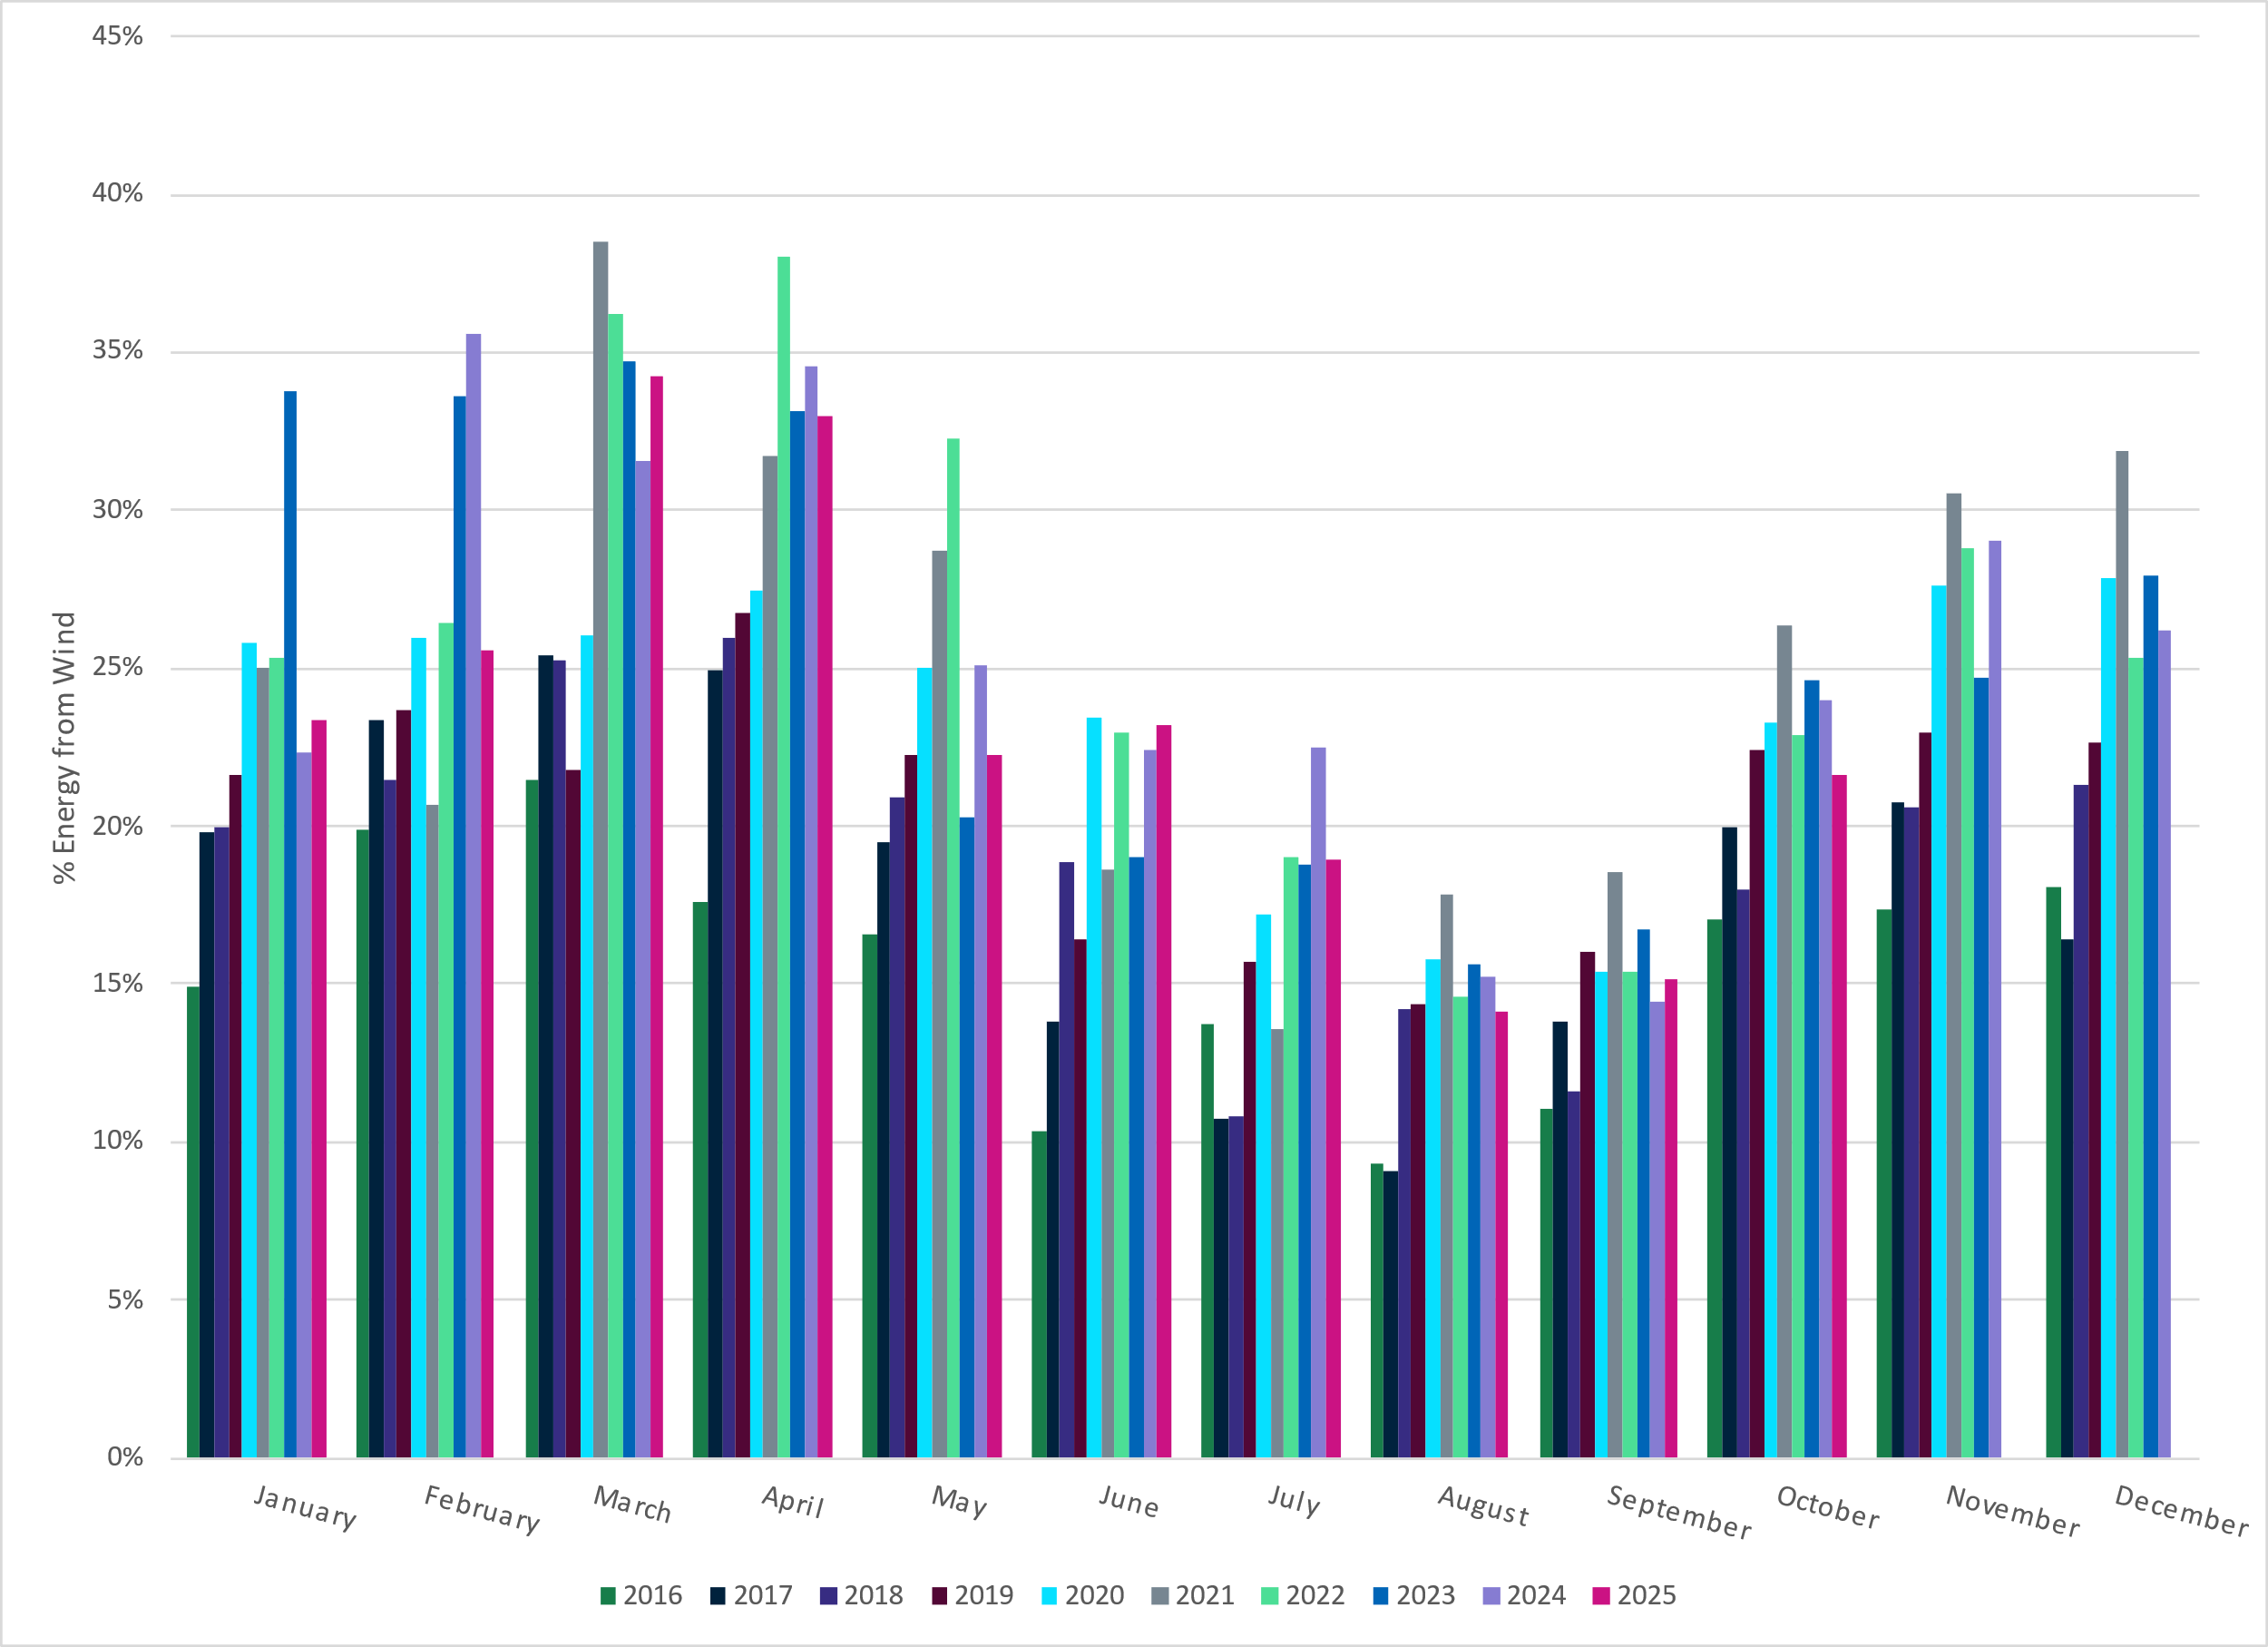 45%
40%
35%
30%
25%
20%
15%
10%
5%
0%
% Energy from Wind
January
February
March
April
May
June
July
August
September
October
November
December
2016 2017 2018 2019 2020 2021 2022 2023 2024 2025